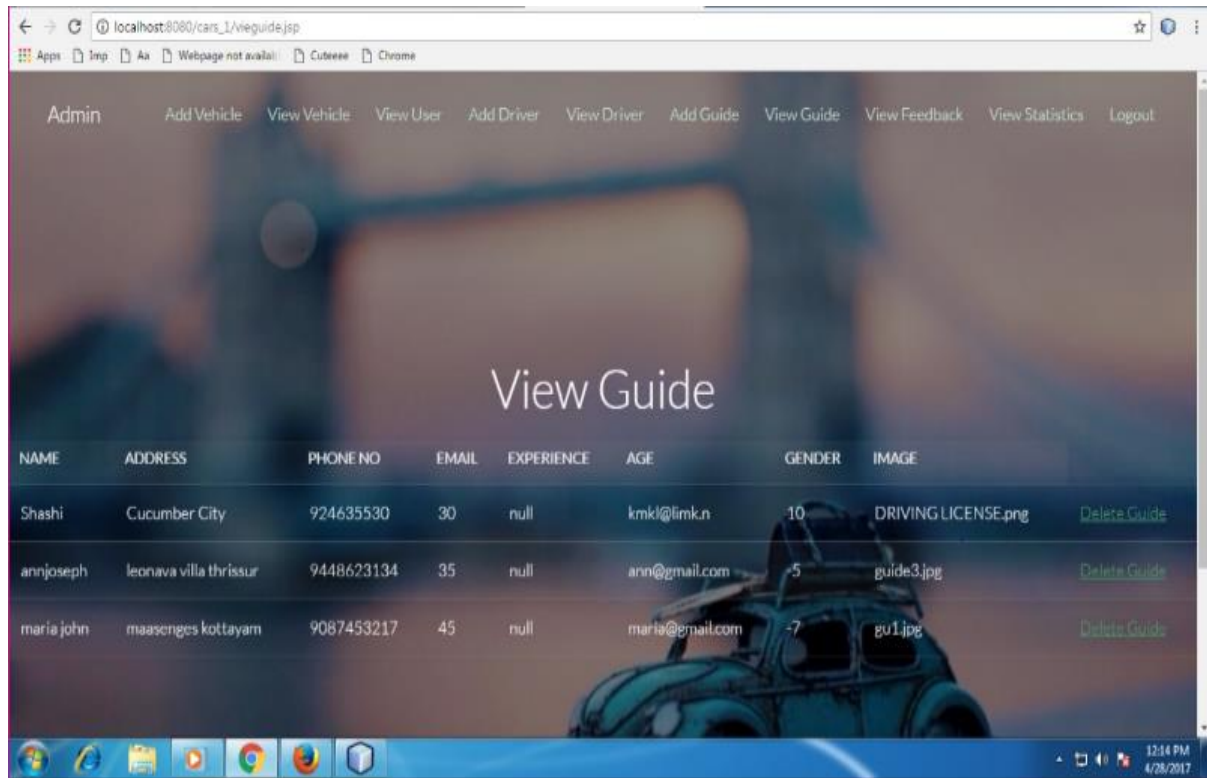 localhost:8080/cars_1/vieguide.jsp
Apps Imp Aa Webpage not availabl Cuteeee Chrome
Admin Add Vehicle View Vehicle View User Add Driver View Driver Add Guide View Guide View Feedback View Statistics Logout
View Guide
NAME ADDRESS PHONE NO EMAIL EXPERIENCE AGE GENDER IMAGE
Shashi Cucumber City 924635530 30 null kmkl@limk.n 10 DRIVING LICENSE.png Delete Guide
annjoseph leonava villa thrissur 9448623134 35 null ann@gmail.com -5 guide3.jpg Delete Guide
maria john maasenges kottayam 9087453217 45 null maria@gmail.com -7 gu1.jpg Delete Guide
12:14 PM
4/28/2017